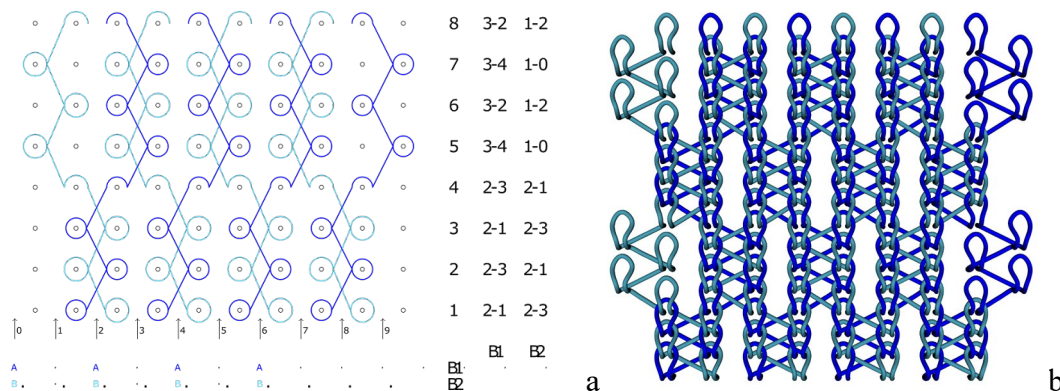 8 3-2 1-2
7 3-4 1-0
6 3-2 1-2
5 3-4 1-0
4 2-3 2-1
3 2-1 2-3
2 2-3 2-1
1 2-1 2-3
0 1 2 3 4 5 6 7 8 9
B1 B2
A A A A B1
B B B B B2
a b